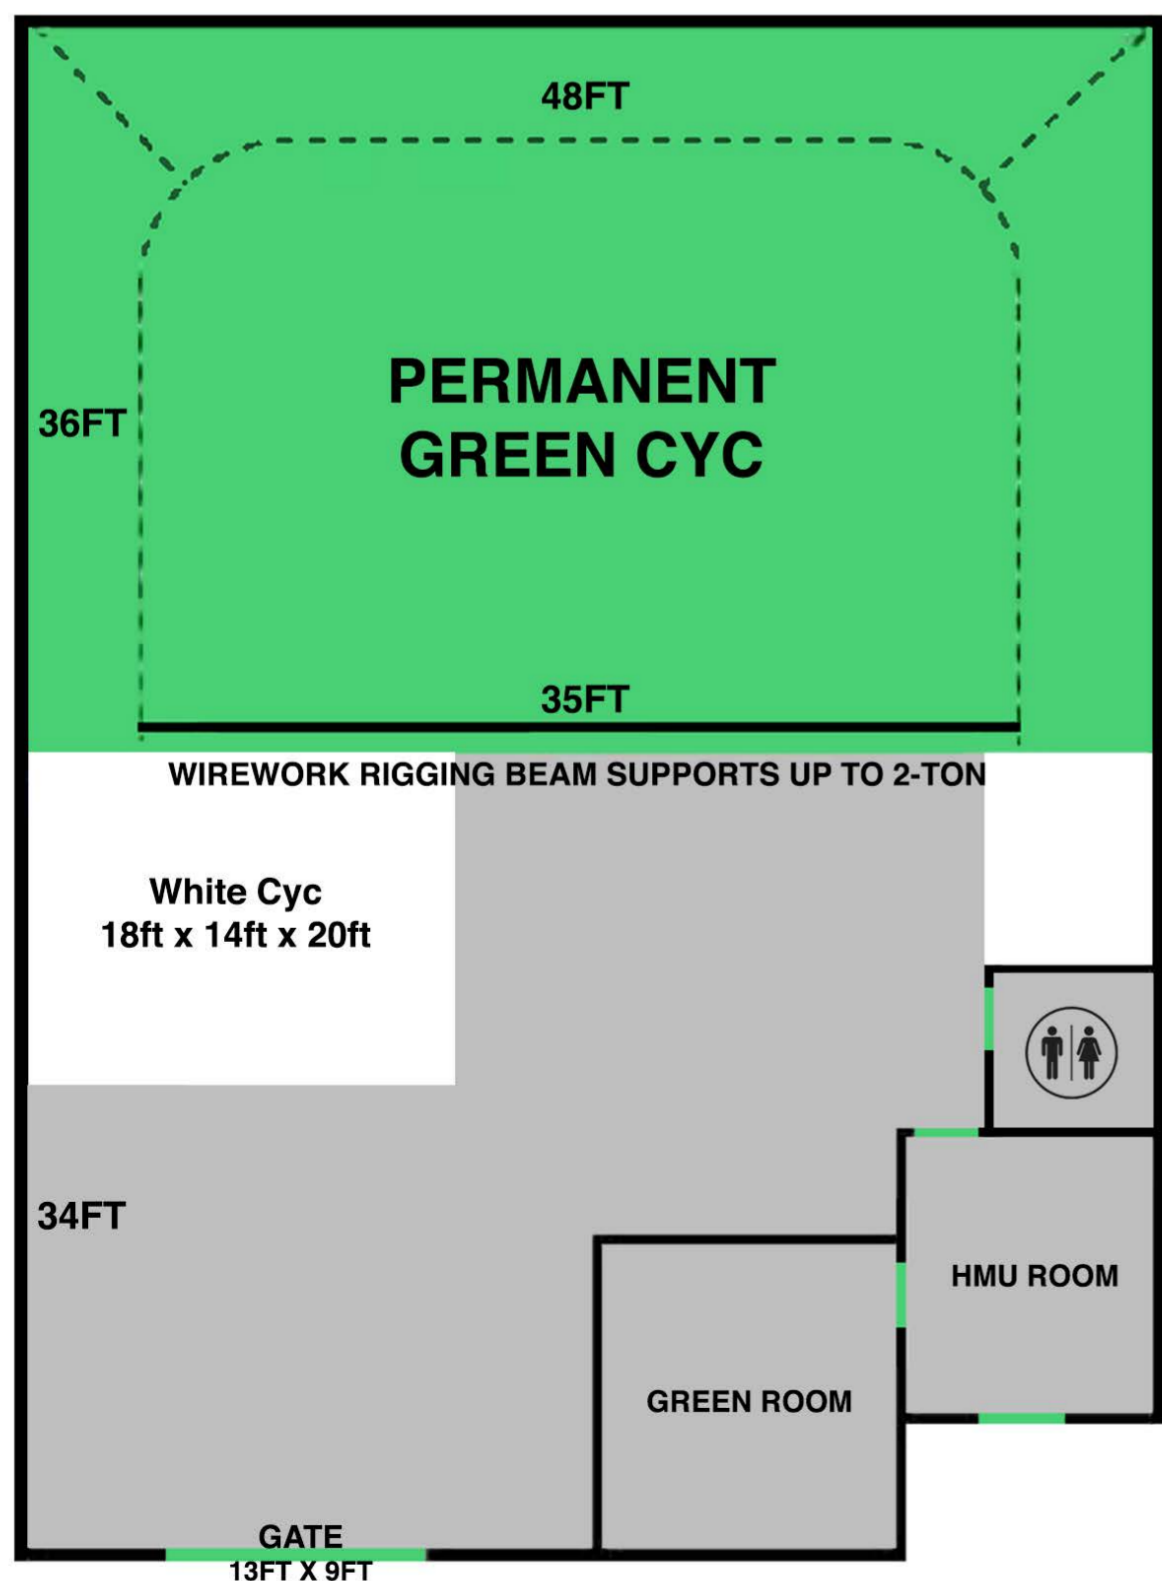 48FT
PERMANENT
GREEN CYC
36FT
35FT
WIREWORK RIGGING BEAM SUPPORTS UP TO 2-TON
White Cyc
18ft x 14ft x 20ft
34FT
HMU ROOM
GREEN ROOM
GATE
13FT X 9FT